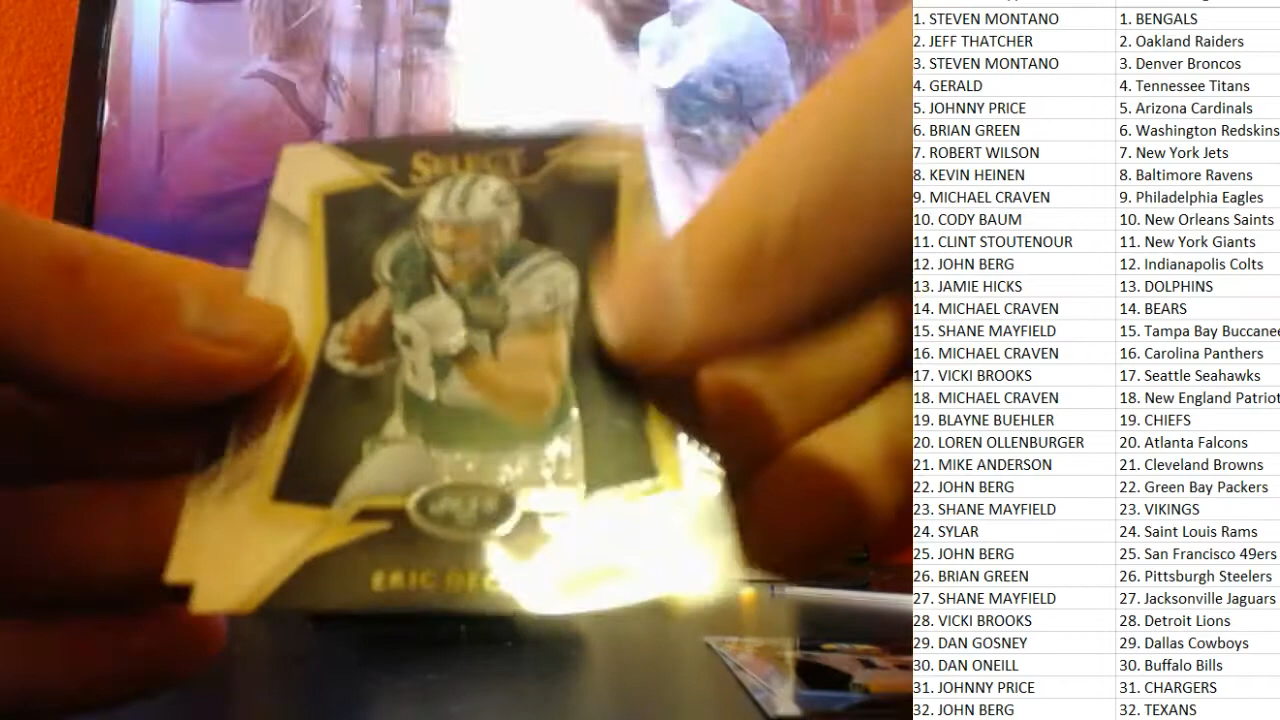 SELECT
ERIC
1. STEVEN MONTANO 1. BENGALS
2. JEFF THATCHER 2. Oakland Raiders
3. STEVEN MONTANO 3. Denver Broncos
4. GERALD 4. Tennessee Titans
5. JOHNNY PRICE 5. Arizona Cardinals
6. BRIAN GREEN 6. Washington Redskins
7. ROBERT WILSON 7. New York Jets
8. KEVIN HEINEN 8. Baltimore Ravens
9. MICHAEL CRAVEN 9. Philadelphia Eagles
10. CODY BAUM 10. New Orleans Saints
11. CLINT STOUTENOUR 11. New York Giants
12. JOHN BERG 12. Indianapolis Colts
13. JAMIE HICKS 13. DOLPHINS
14. MICHAEL CRAVEN 14. BEARS
15. SHANE MAYFIELD 15. Tampa Bay Buccanee
16. MICHAEL CRAVEN 16. Carolina Panthers
17. VICKI BROOKS 17. Seattle Seahawks
18. MICHAEL CRAVEN 18. New England Patriot
19. BLAYNE BUEHLER 19. CHIEFS
20. LOREN OLLENBURGER 20. Atlanta Falcons
21. MIKE ANDERSON 21. Cleveland Browns
22. JOHN BERG 22. Green Bay Packers
23. SHANE MAYFIELD 23. VIKINGS
24. SYLAR 24. Saint Louis Rams
25. JOHN BERG 25. San Francisco 49ers
26. BRIAN GREEN 26. Pittsburgh Steelers
27. SHANE MAYFIELD 27. Jacksonville Jaguars
28. VICKI BROOKS 28. Detroit Lions
29. DAN GOSNEY 29. Dallas Cowboys
30. DAN ONEILL 30. Buffalo Bills
31. JOHNNY PRICE 31. CHARGERS
32. JOHN BERG 32. TEXANS